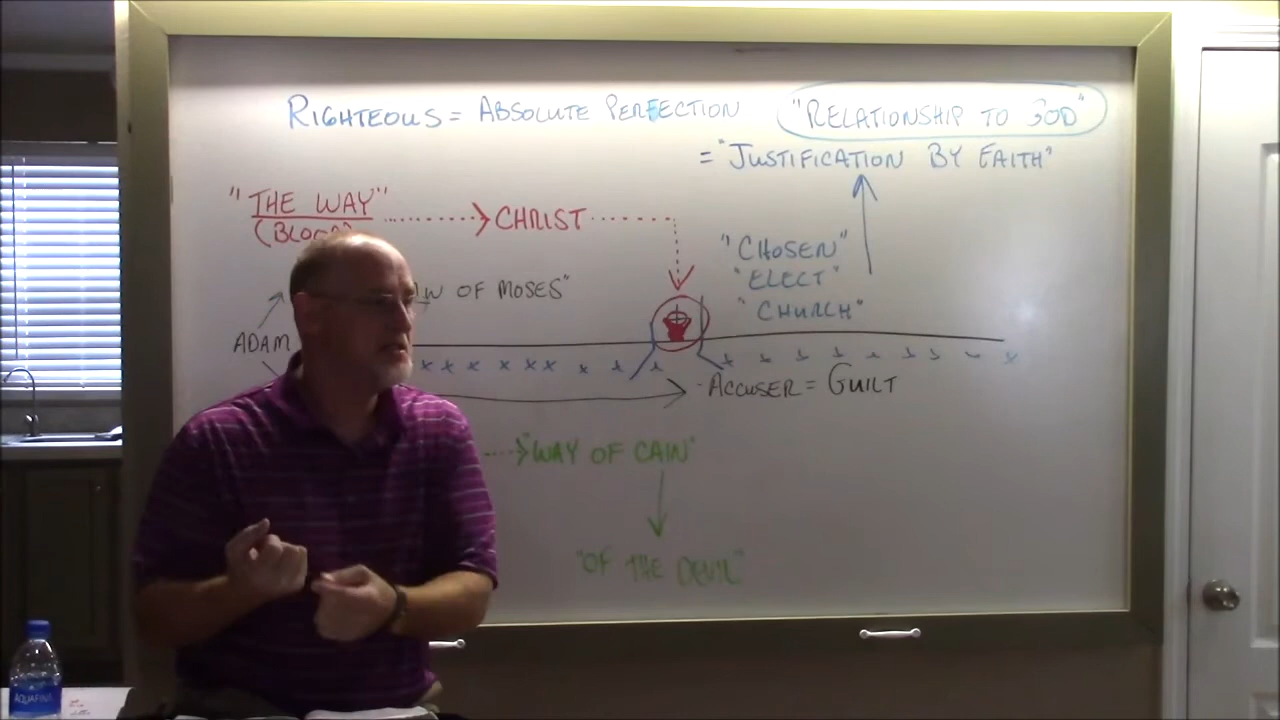 RIGHTEOUS = ABSOLUTE PERFECTION "RELATIONSHIP TO GOD"
= "JUSTIFICATION BY FAITH"
"THE WAY" CHRIST
(BLOOD)
"CHOSEN"
"ELECT"
"CHURCH"
OF MOSES"
ADAM
ACCUSER = GUILT
"WAY OF CAIN"
"OF THE DEVIL"
AQUAFINA